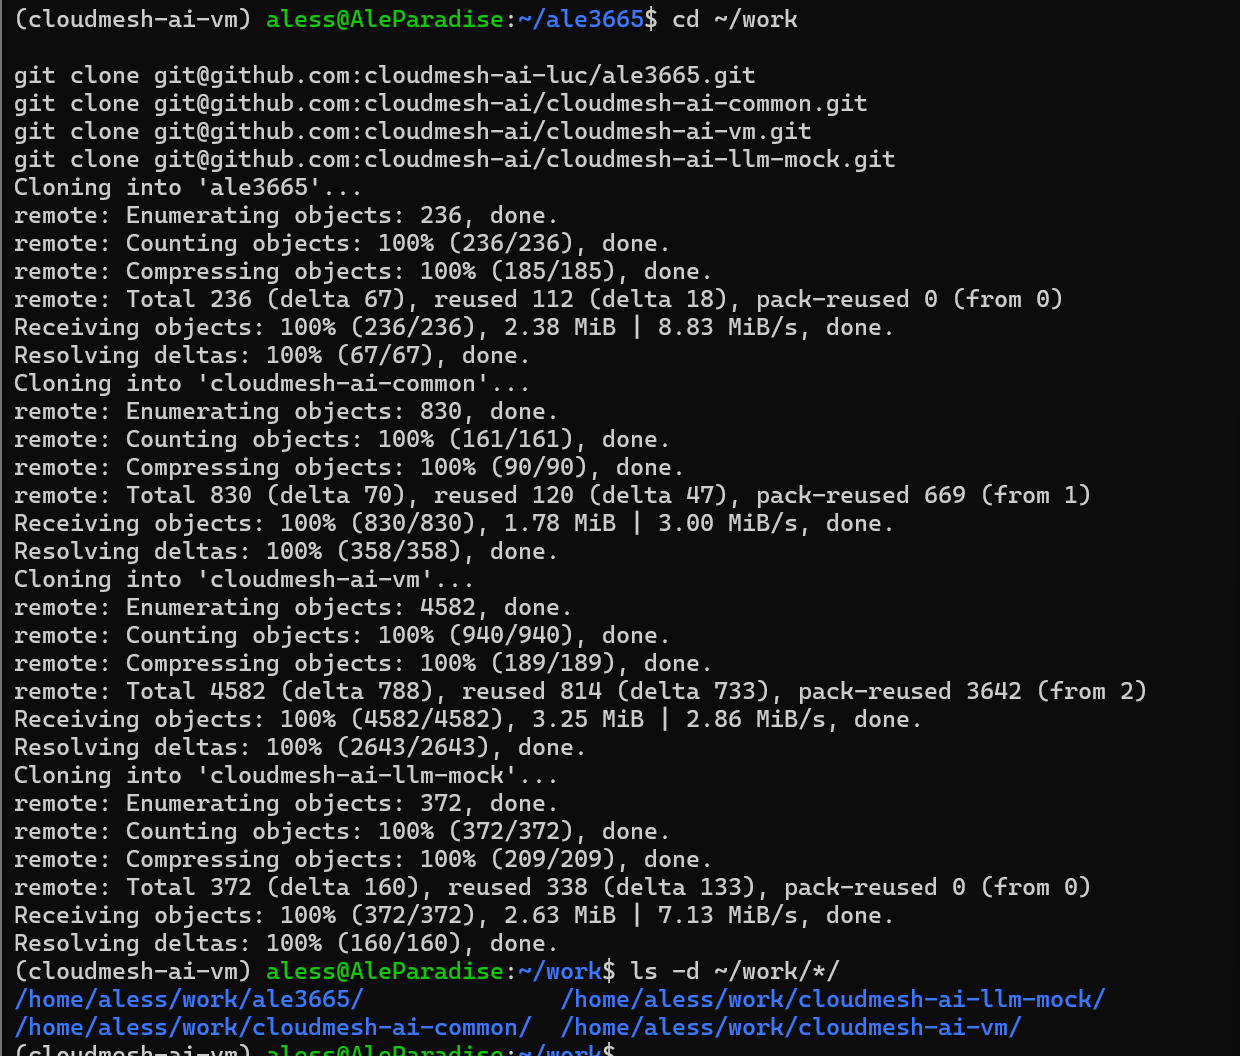 (cloudmesh-ai-vm) aless@AleParadise:~/ale3665$ cd ~/work
git clone git@github.com:cloudmesh-ai-luc/ale3665.git
git clone git@github.com:cloudmesh-ai/cloudmesh-ai-common.git
git clone git@github.com:cloudmesh-ai/cloudmesh-ai-vm.git
git clone git@github.com:cloudmesh-ai/cloudmesh-ai-llm-mock.git
Cloning into 'ale3665'...
remote: Enumerating objects: 236, done.
remote: Counting objects: 100% (236/236), done.
remote: Compressing objects: 100% (185/185), done.
remote: Total 236 (delta 67), reused 112 (delta 18), pack-reused 0 (from 0)
Receiving objects: 100% (236/236), 2.38 MiB | 8.83 MiB/s, done.
Resolving deltas: 100% (67/67), done.
Cloning into 'cloudmesh-ai-common'...
remote: Enumerating objects: 830, done.
remote: Counting objects: 100% (161/161), done.
remote: Compressing objects: 100% (90/90), done.
remote: Total 830 (delta 70), reused 120 (delta 47), pack-reused 669 (from 1)
Receiving objects: 100% (830/830), 1.78 MiB | 3.00 MiB/s, done.
Resolving deltas: 100% (358/358), done.
Cloning into 'cloudmesh-ai-vm'...
remote: Enumerating objects: 4582, done.
remote: Counting objects: 100% (940/940), done.
remote: Compressing objects: 100% (189/189), done.
remote: Total 4582 (delta 788), reused 814 (delta 733), pack-reused 3642 (from 2)
Receiving objects: 100% (4582/4582), 3.25 MiB | 2.86 MiB/s, done.
Resolving deltas: 100% (2643/2643), done.
Cloning into 'cloudmesh-ai-llm-mock'...
remote: Enumerating objects: 372, done.
remote: Counting objects: 100% (372/372), done.
remote: Compressing objects: 100% (209/209), done.
remote: Total 372 (delta 160), reused 338 (delta 133), pack-reused 0 (from 0)
Receiving objects: 100% (372/372), 2.63 MiB | 7.13 MiB/s, done.
Resolving deltas: 100% (160/160), done.
(cloudmesh-ai-vm) aless@AleParadise:~/work$ ls -d ~/work/*/
/home/aless/work/ale3665/ /home/aless/work/cloudmesh-ai-llm-mock/
/home/aless/work/cloudmesh-ai-common/ /home/aless/work/cloudmesh-ai-vm/
(cloudmesh-ai-vm) aless@AleParadise:~/work$